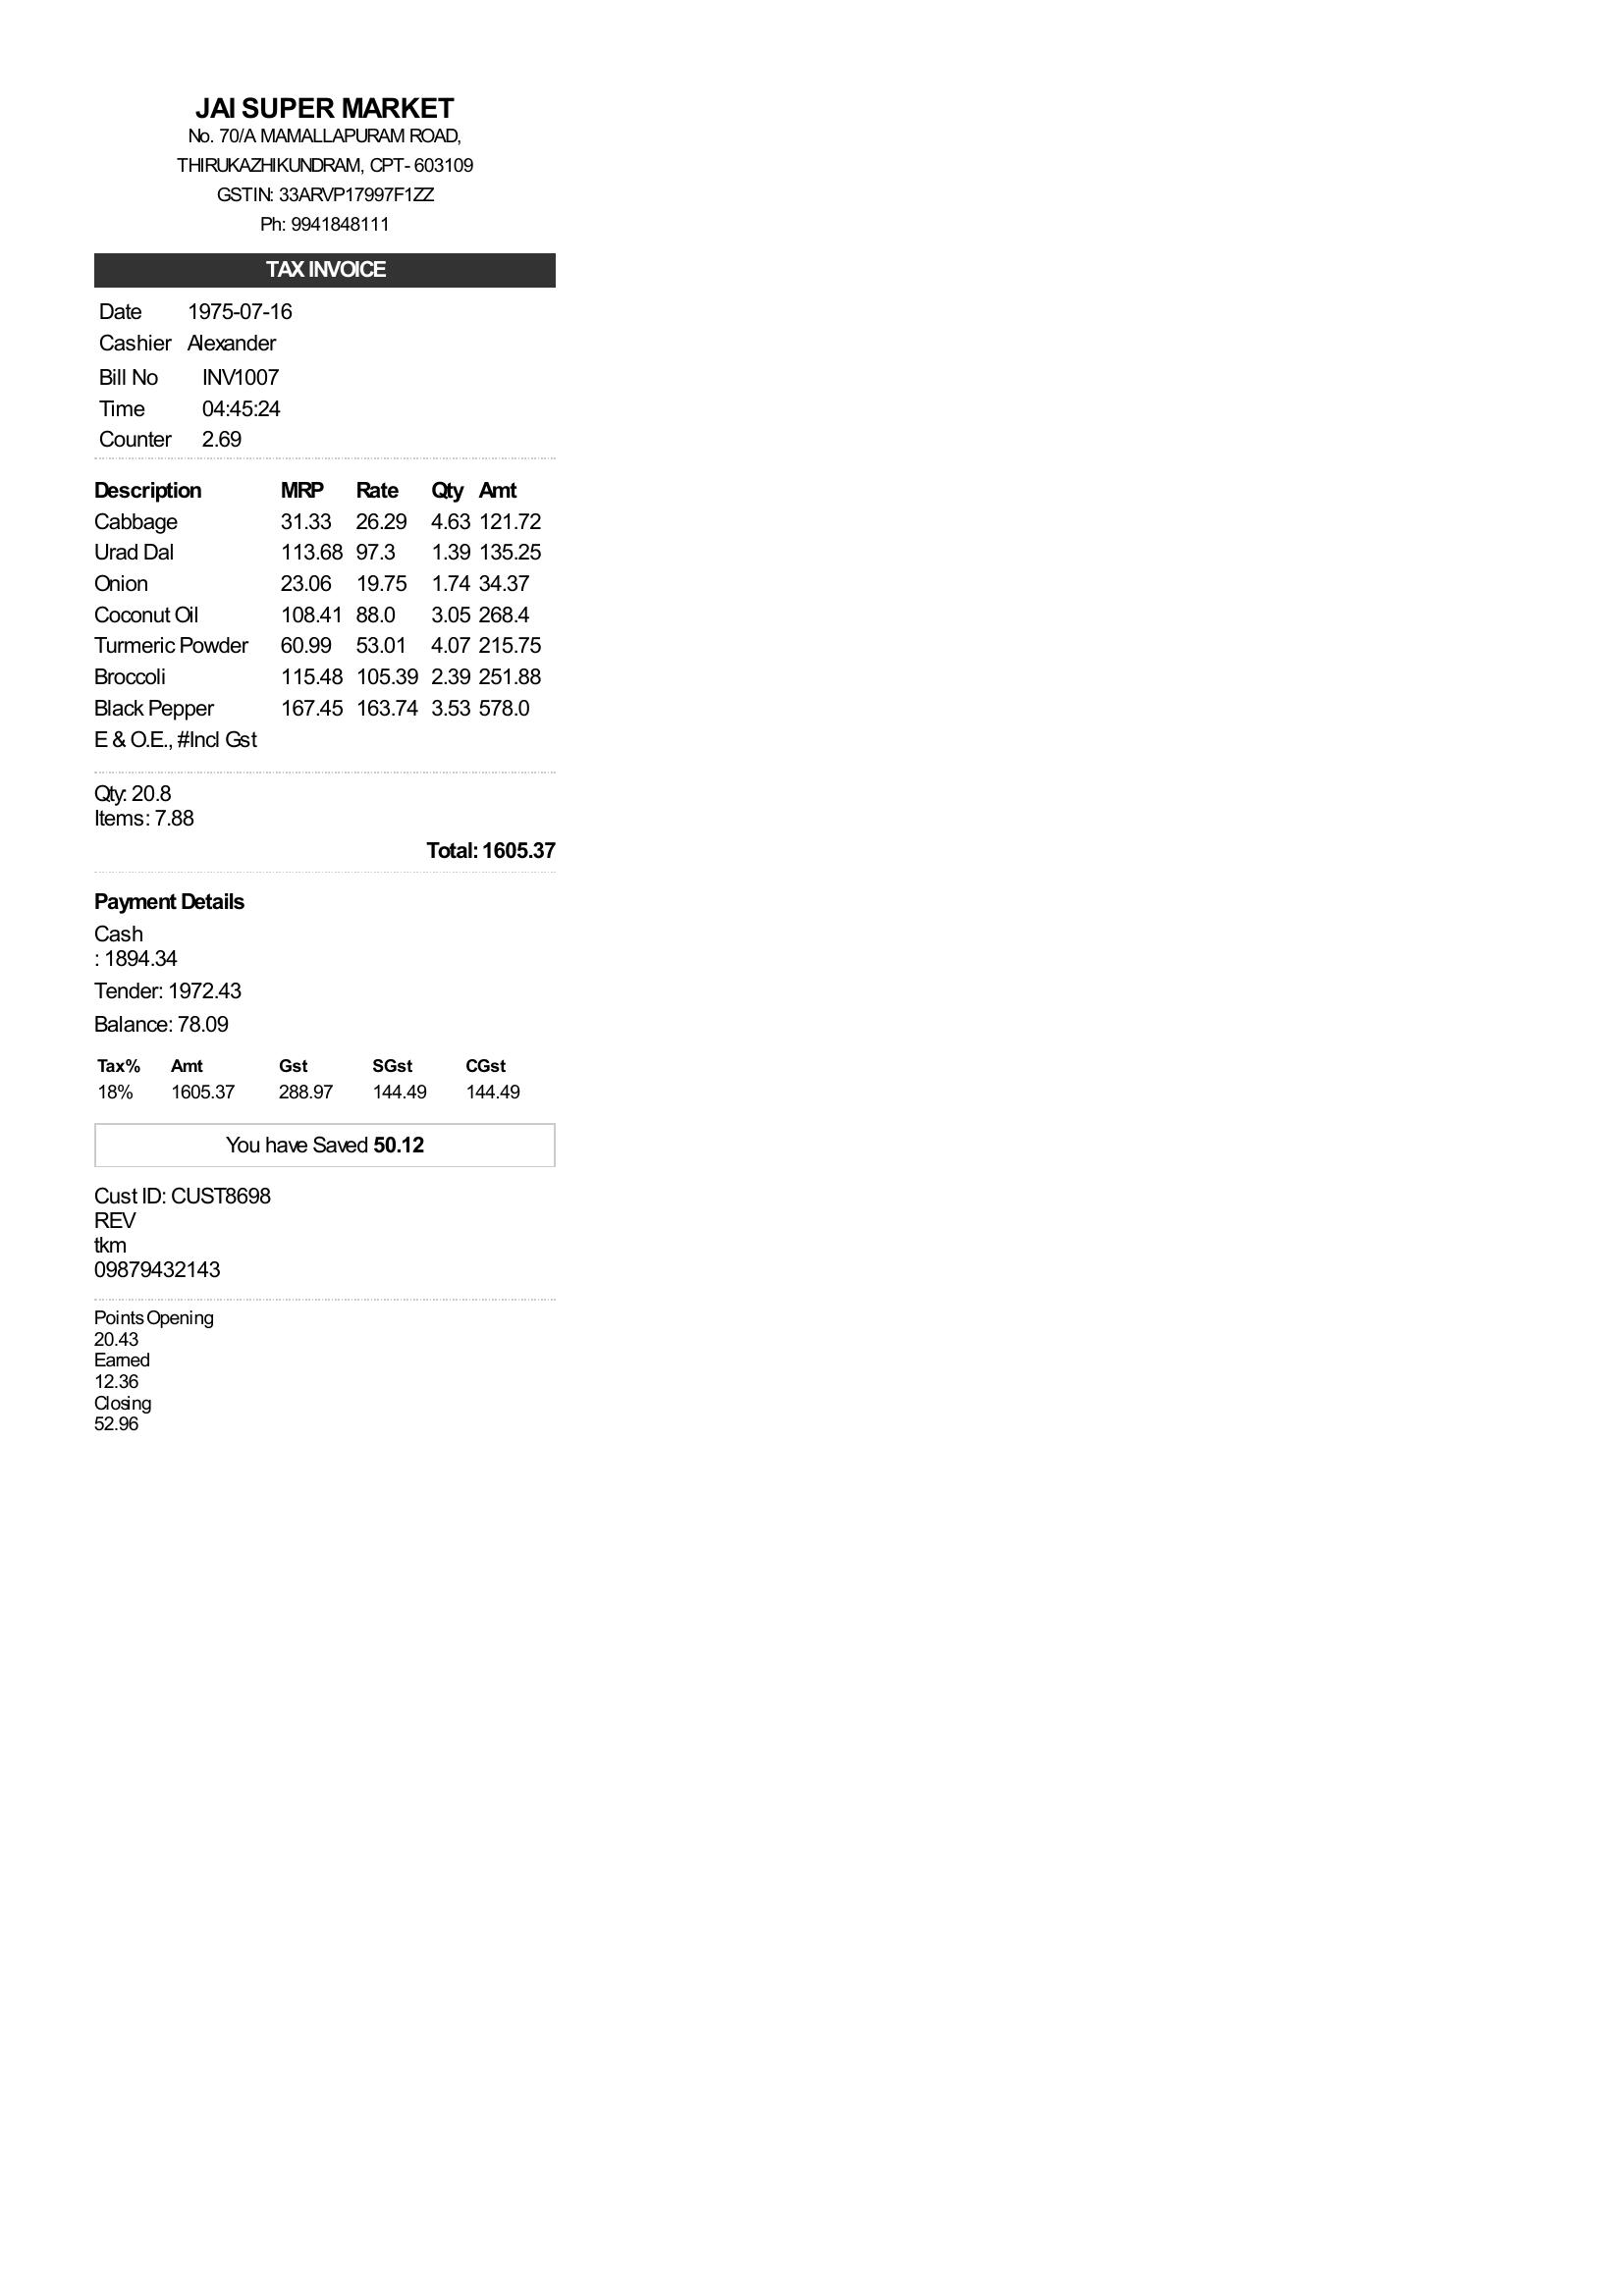 JAI SUPER MARKET
No. 70/A MAMALLAPURAM ROAD,
THIRUKAZHIKUNDRAM, CPT- 603109
GSTIN: 33ARVP17997F1ZZ
Ph: 9941848111
TAX INVOICE
Date 1975-07-16
Cashier Alexander
Bill No INV1007
Time 04:45:24
Counter 2.69
Description MRP Rate Qty Amt
Cabbage 31.33 26.29 4.63 121.72
Urad Dal 113.68 97.3 1.39 135.25
Onion 23.06 19.75 1.74 34.37
Coconut Oil 108.41 88.0 3.05 268.4
Turmeric Powder 60.99 53.01 4.07 215.75
Broccoli 115.48 105.39 2.39 251.88
Black Pepper 167.45 163.74 3.53 578.0
E & O.E., #Incl Gst
Qty: 20.8
Items: 7.88
Total: 1605.37
Payment Details
Cash
: 1894.34
Tender: 1972.43
Balance: 78.09
Tax% Amt Gst SGst CGst
18% 1605.37 288.97 144.49 144.49
You have Saved 50.12
Cust ID: CUST8698
REV
tkm
09879432143
Points Opening
20.43
Earned
12.36
Closing
52.96